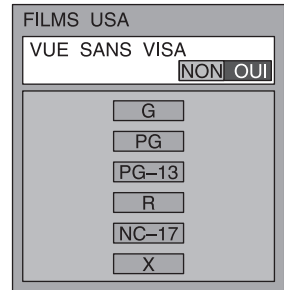 FILMS USA
VUE SANS VISA
NON OUI
G
PG
PG–13
R
NC–17
X